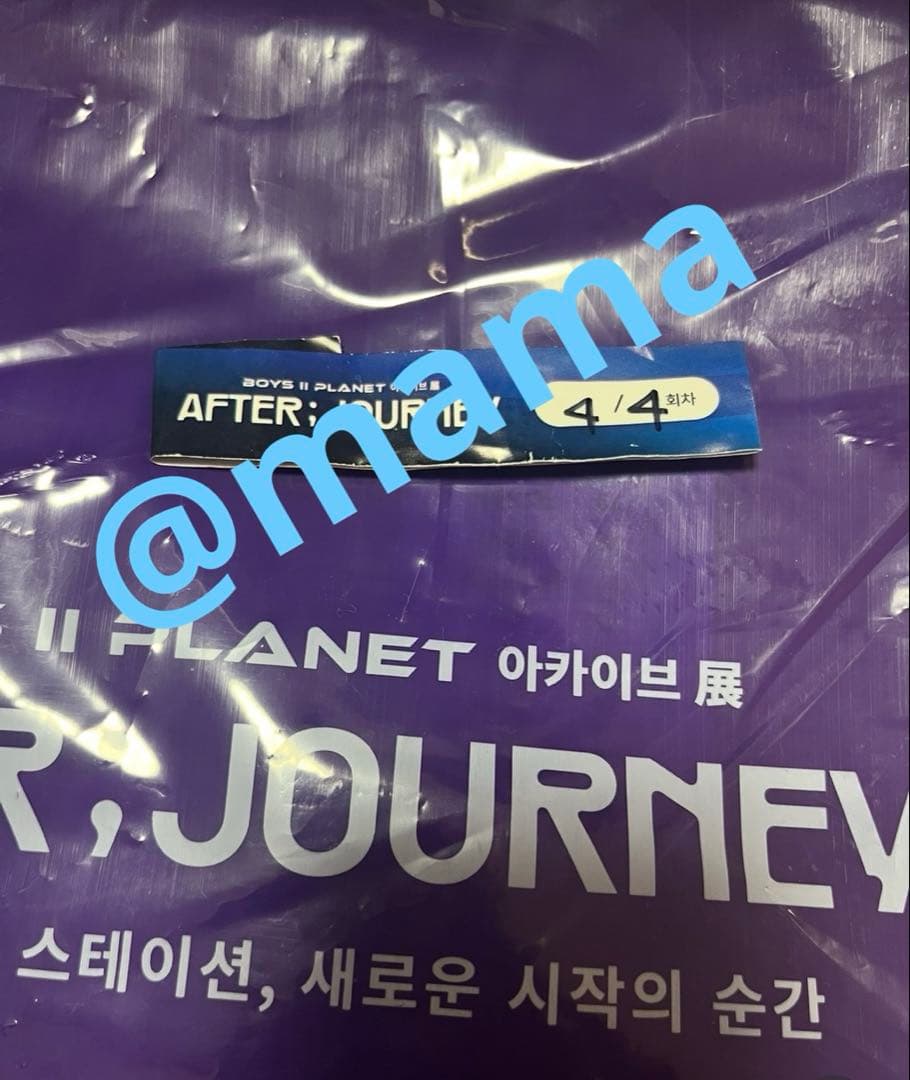 BOYS II PLANET 아카이브 展
AFTER ; JOURNEY
4 / 4 회차
@mama
II PLANET 아카이브 展
R ; JOURNEY
스테이션, 새로운 시작의 순간